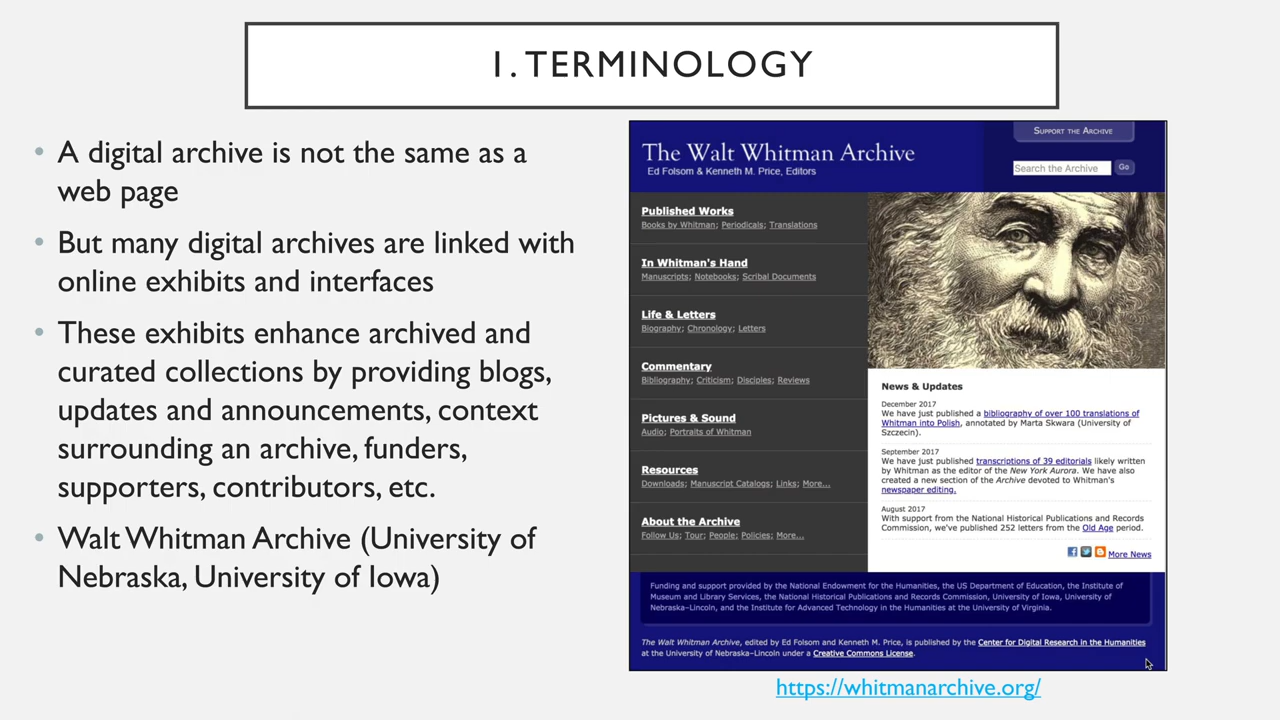 1. TERMINOLOGY
• A digital archive is not the same as a
web page
• But many digital archives are linked with
online exhibits and interfaces
• These exhibits enhance archived and
curated collections by providing blogs,
updates and announcements, context
surrounding an archive, funders,
supporters, contributors, etc.
• Walt Whitman Archive (University of
Nebraska, University of Iowa)
SUPPORT THE ARCHIVE
The Walt Whitman Archive
Ed Folsom & Kenneth M. Price, Editors
Search the Archive Go
Published Works
Books by Whitman; Periodicals; Translations
In Whitman's Hand
Manuscripts; Notebooks; Scribal Documents
Life & Letters
Biography; Chronology; Letters
Commentary
Bibliography; Criticism; Disciples; Reviews
Pictures & Sound
Audio; Portraits of Whitman
Resources
Downloads; Manuscript Catalogs; Links; More...
About the Archive
Follow Us; Tour; People; Policies; More...
News & Updates
December 2017
We have just published a bibliography of over 100 translations of
Whitman into Polish, annotated by Marta Skwara (University of
Szczecin).
September 2017
We have just published transcriptions of 39 editorials likely written
by Whitman as the editor of the New York Aurora. We have also
created a new section of the Archive devoted to Whitman's
newspaper editing.
August 2017
With support from the National Historical Publications and Records
Commission, we've published 252 letters from the Old Age period.
More News
Funding and support provided by the National Endowment for the Humanities, the US Department of Education, the Institute of
Museum and Library Services, the National Historical Publications and Records Commission, University of Iowa, University of
Nebraska–Lincoln, and the Institute for Advanced Technology in the Humanities at the University of Virginia.
The Walt Whitman Archive, edited by Ed Folsom and Kenneth M. Price, is published by the Center for Digital Research in the Humanities
at the University of Nebraska–Lincoln under a Creative Commons License.
https://whitmanarchive.org/